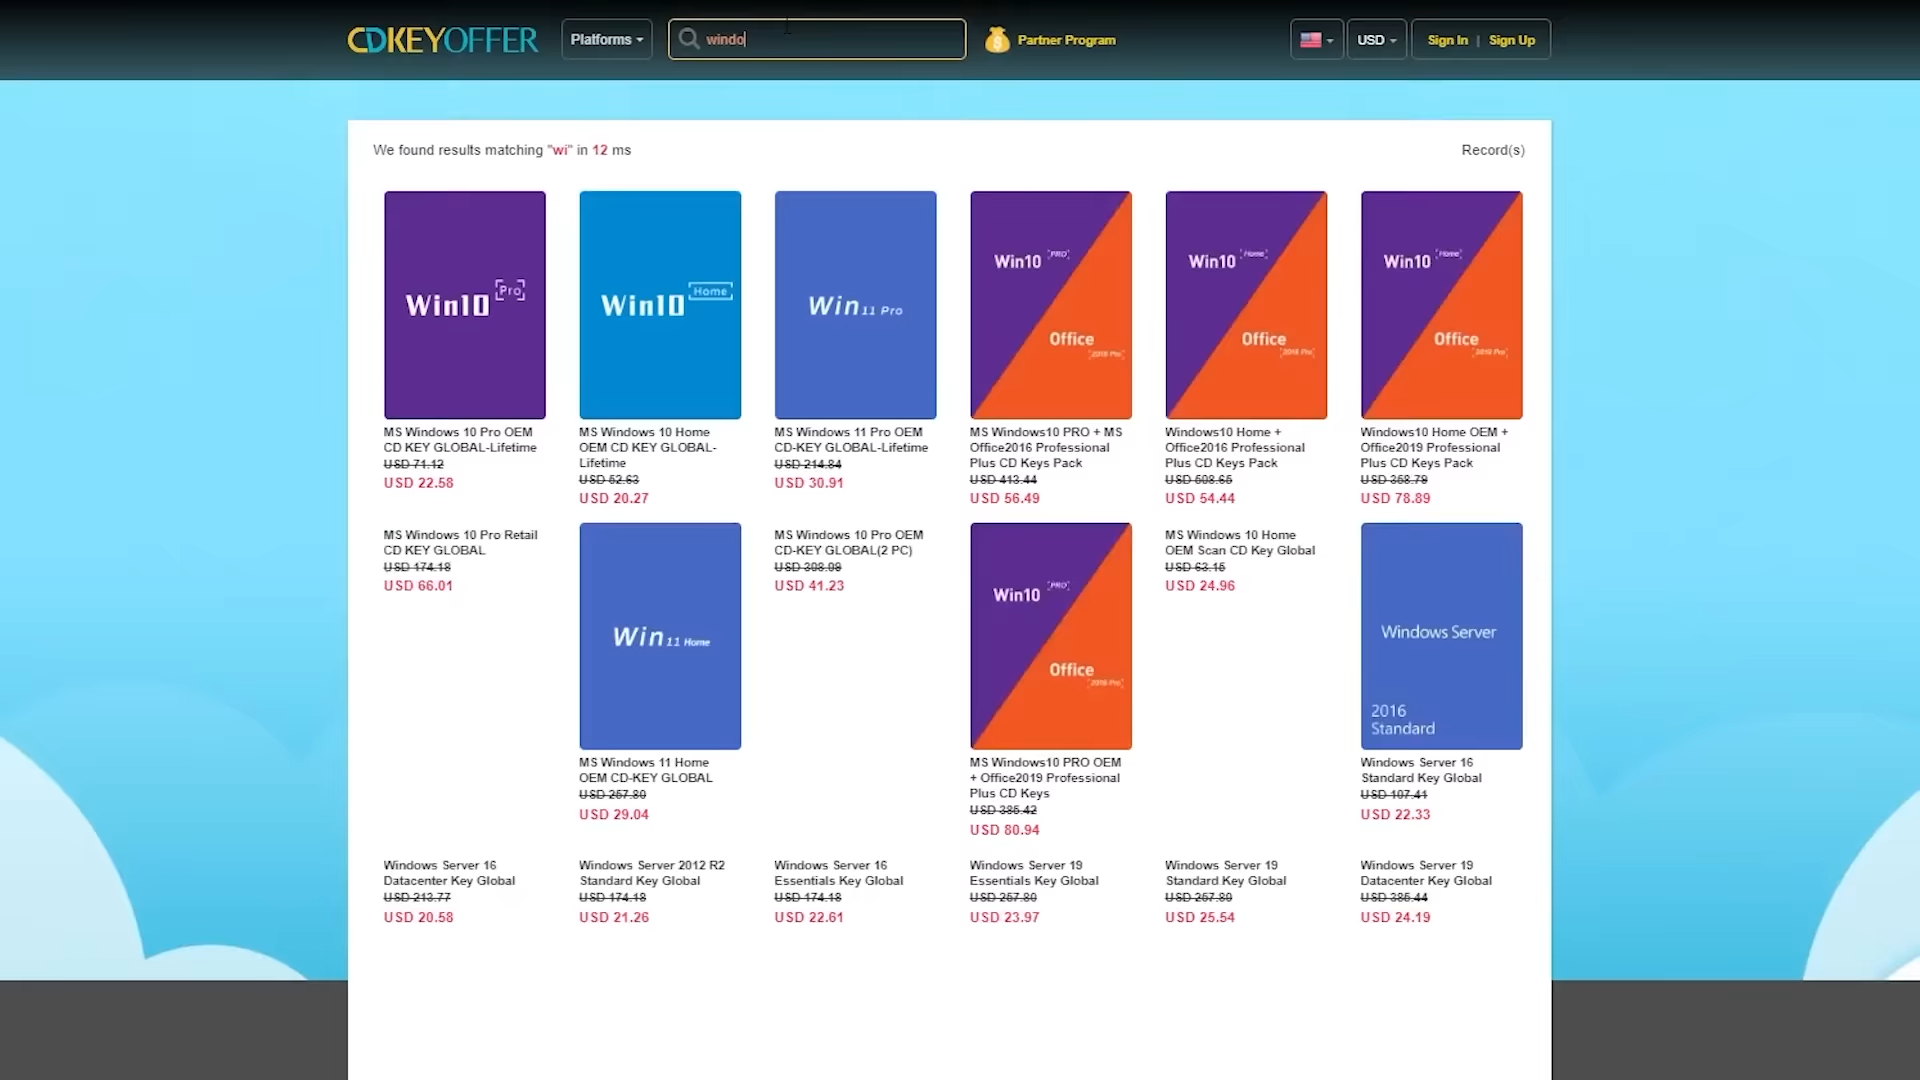 CDKEYOFFER
Platforms
windo
Partner Program
USD
Sign In | Sign Up
We found results matching "wi" in 12 ms
Record(s)
Win10 Pro
Win10 Home
Win 11 Pro
Win10 PRO
Office
Win10 Home
Office
Win10 Home
Office
MS Windows 10 Pro OEM
CD KEY GLOBAL-Lifetime
USD 71.12
USD 22.58
MS Windows 10 Home
OEM CD KEY GLOBAL-
Lifetime
USD 52.63
USD 20.27
MS Windows 11 Pro OEM
CD-KEY GLOBAL-Lifetime
USD 214.84
USD 30.91
MS Windows10 PRO + MS
Office2016 Professional
Plus CD Keys Pack
USD 413.44
USD 56.49
Windows10 Home +
Office2016 Professional
Plus CD Keys Pack
USD 508.65
USD 54.44
Windows10 Home OEM +
Office2019 Professional
Plus CD Keys Pack
USD 358.79
USD 78.89
MS Windows 10 Pro Retail
CD KEY GLOBAL
USD 174.18
USD 66.01
Win 11 Home
MS Windows 11 Home
OEM CD-KEY GLOBAL
USD 257.80
USD 29.04
MS Windows 10 Pro OEM
CD-KEY GLOBAL(2 PC)
USD 308.09
USD 41.23
Win10 PRO
Office
MS Windows10 PRO OEM
+ Office2019 Professional
Plus CD Keys
USD 385.42
USD 80.94
MS Windows 10 Home
OEM Scan CD Key Global
USD 63.15
USD 24.96
Windows Server
2016
Standard
Windows Server 16
Standard Key Global
USD 107.41
USD 22.33
Windows Server 16
Datacenter Key Global
USD 213.77
USD 20.58
Windows Server 2012 R2
Standard Key Global
USD 174.18
USD 21.26
Windows Server 16
Essentials Key Global
USD 174.18
USD 22.61
Windows Server 19
Essentials Key Global
USD 257.80
USD 23.97
Windows Server 19
Standard Key Global
USD 257.80
USD 25.54
Windows Server 19
Datacenter Key Global
USD 385.44
USD 24.19